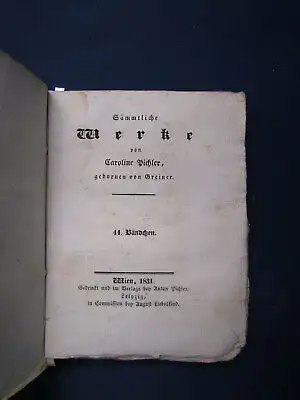 Sämmtliche
Werke
von
Caroline Pichler,
gebornen von Greiner.
44. Bändchen.
Wien, 1831.
Gedruckt und im Verlage bey Anton Pichler.
Leipzig,
in Commission bey August Liebeskind.